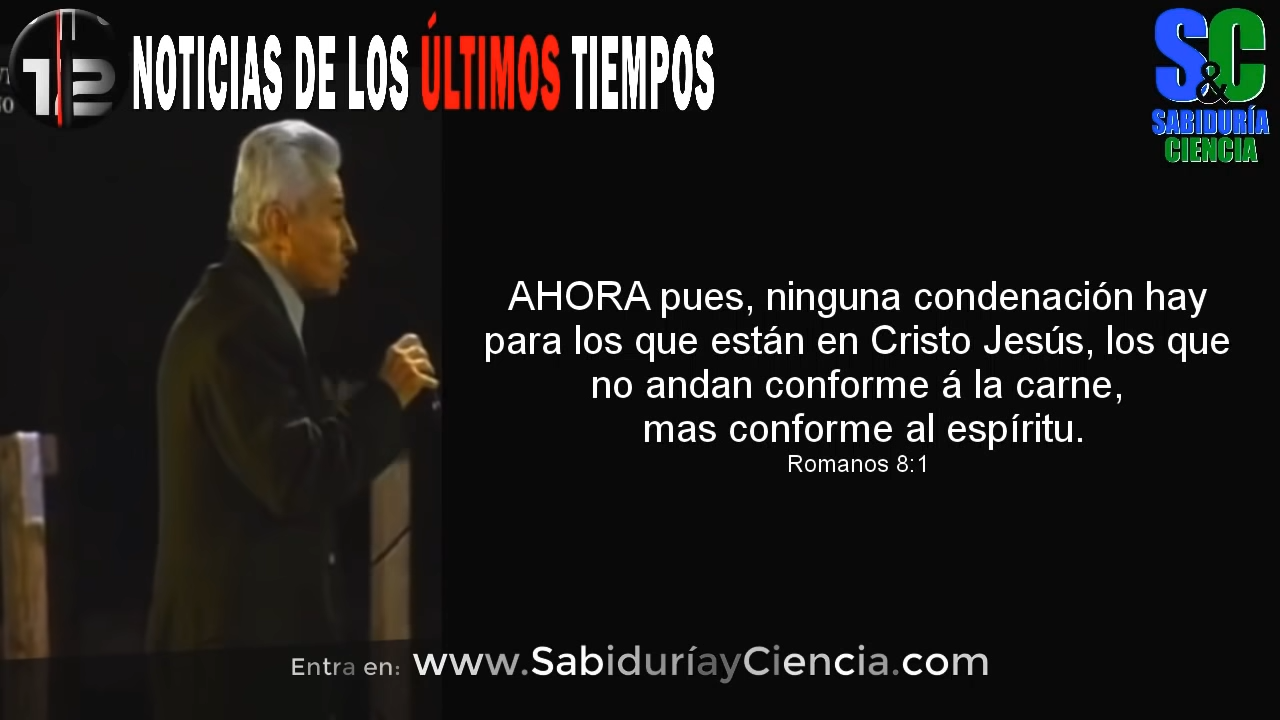 12 NOTICIAS DE LOS ÚLTIMOS TIEMPOS
S&C
SABIDURÍA
CIENCIA
AHORA pues, ninguna condenación hay
para los que están en Cristo Jesús, los que
no andan conforme á la carne,
mas conforme al espíritu.
Romanos 8:1
Entra en: www.SabiduríayCiencia.com